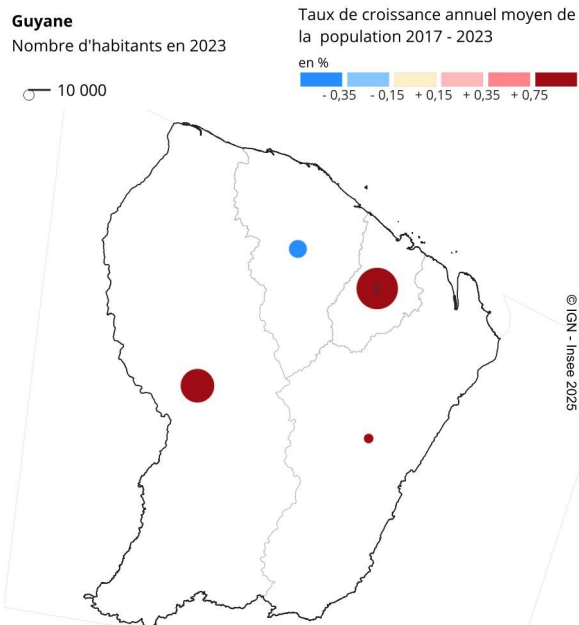 Guyane
Nombre d'habitants en 2023
10 000
Taux de croissance annuel moyen de
la population 2017 - 2023
en %
- 0,35 - 0,15 + 0,15 + 0,35 + 0,75
© IGN - Insee 2025